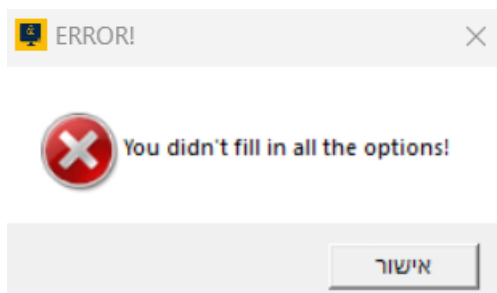 ERROR!
You didn't fill in all the options!
אישור